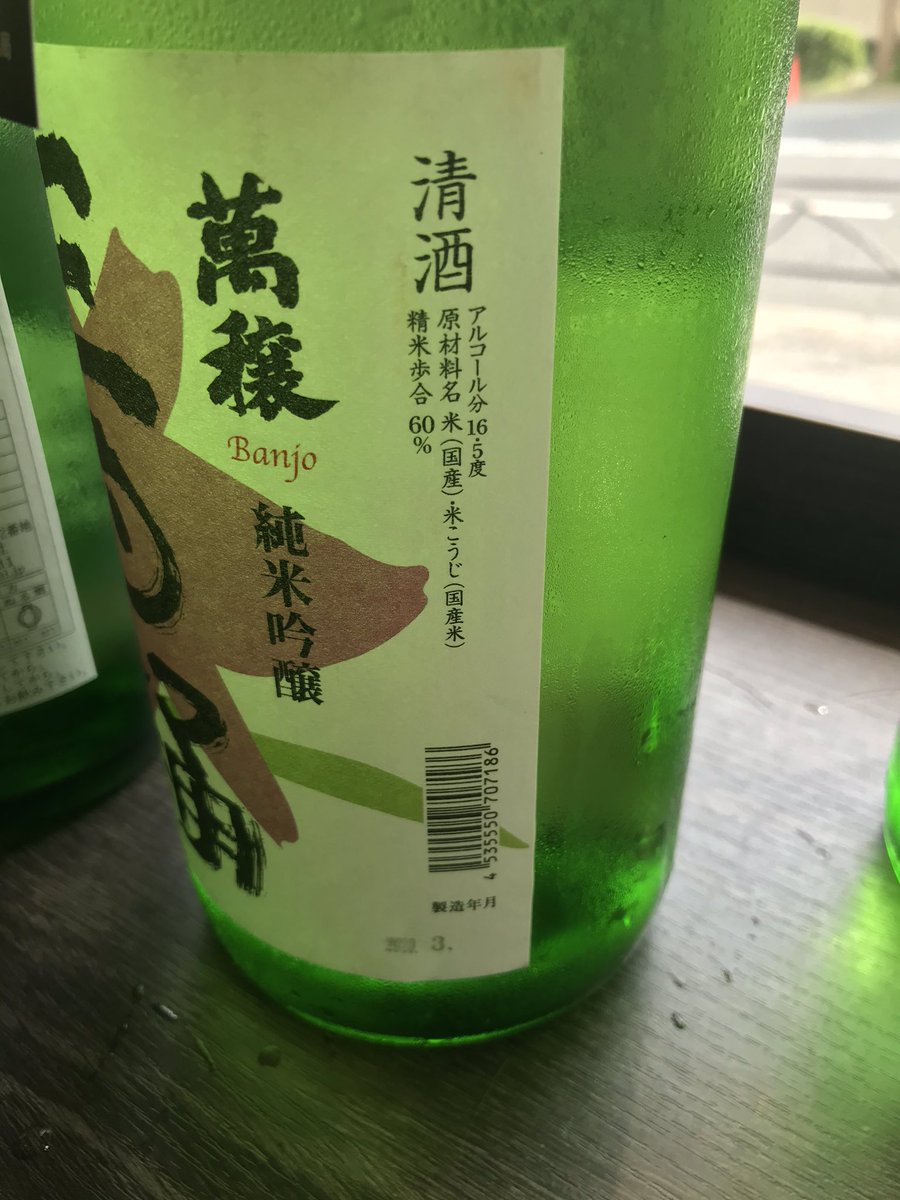 清酒
アルコール分 16.5度
原材料名 米(国産)・米こうじ(国産米)
精米歩合 60%
萬穣
Banjo
純米吟醸
4 535550 707186
製造年月
3.